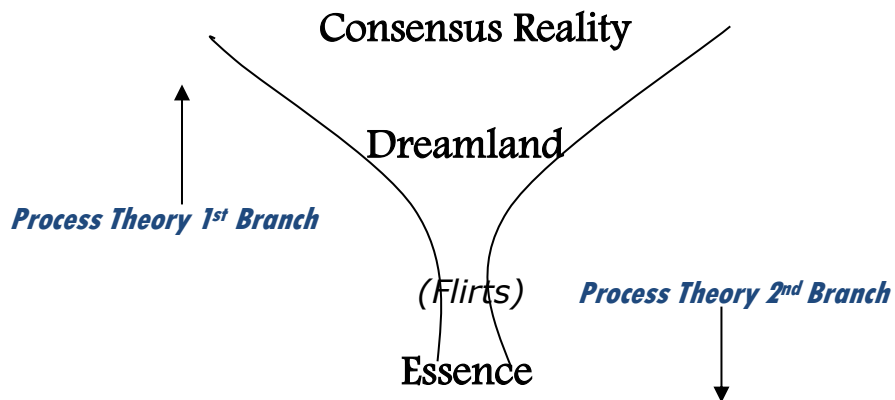 Consensus Reality
Dreamland
Process Theory 1st Branch
(Flirts)
Process Theory 2nd Branch
Essence